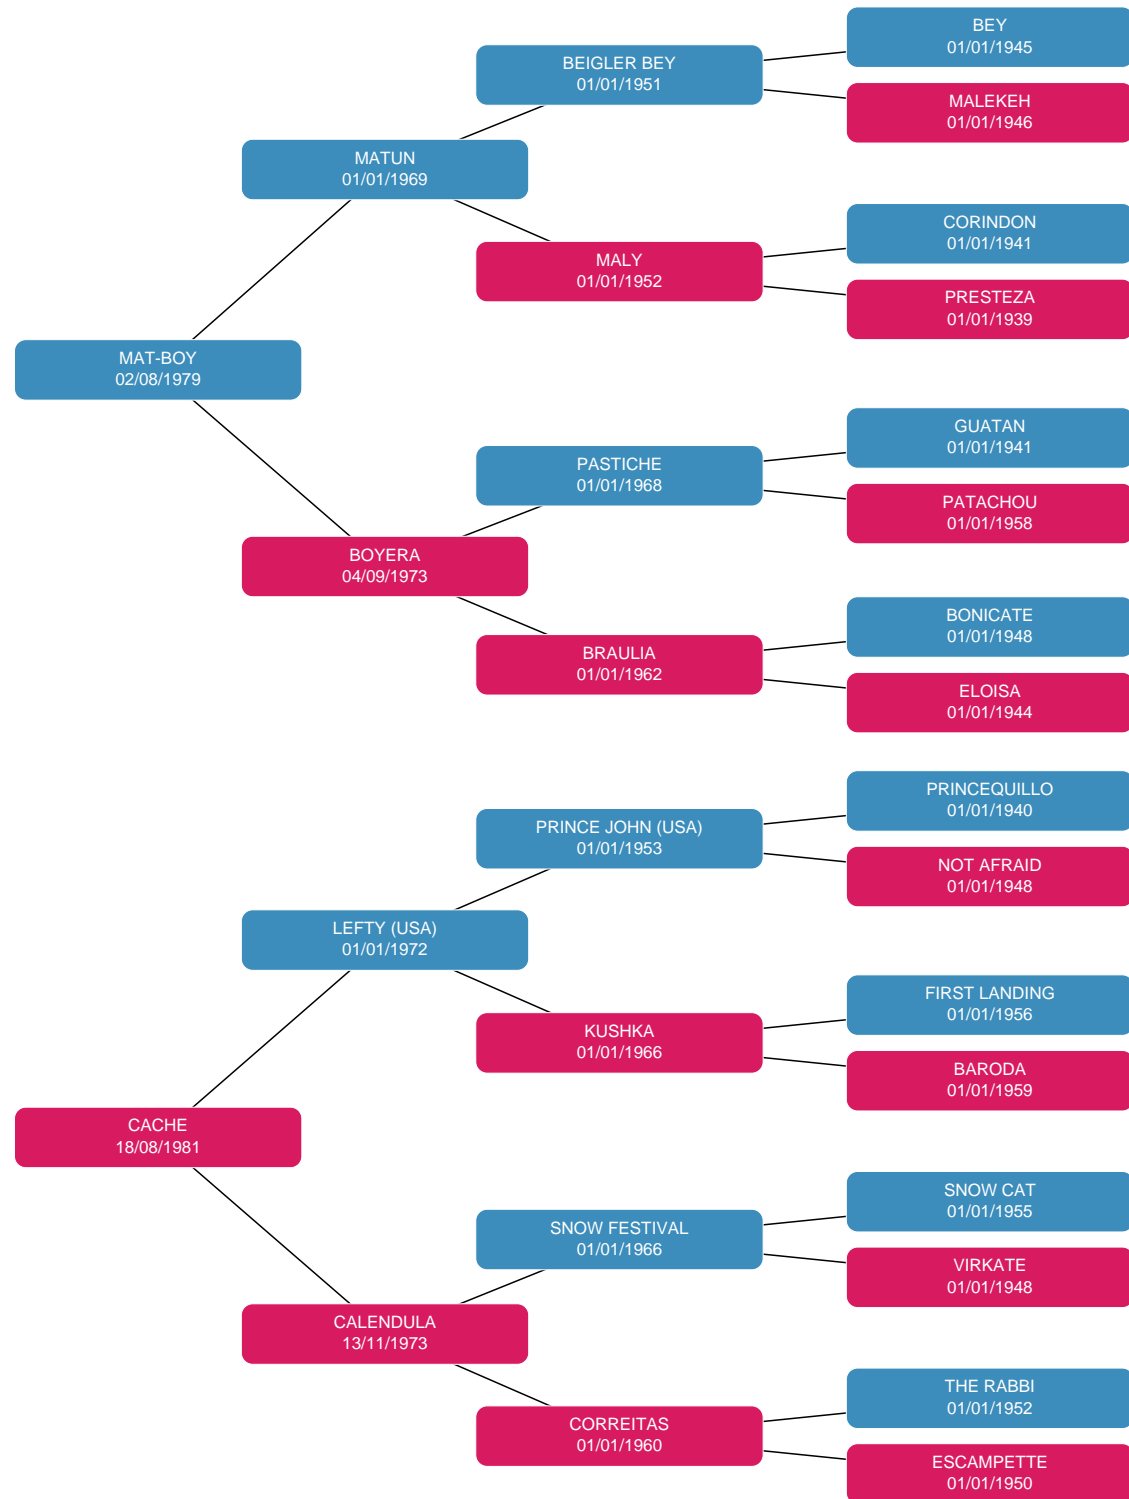 BEY
01/01/1945
BEIGLER BEY
01/01/1951
MALEKEH
01/01/1946
MATUN
01/01/1969
CORINDON
01/01/1941
MALY
01/01/1952
PRESTEZA
01/01/1939
MAT-BOY
02/08/1979
GUATAN
01/01/1941
PASTICHE
01/01/1968
PATACHOU
01/01/1958
BOYERA
04/09/1973
BONICATE
01/01/1948
BRAULIA
01/01/1962
ELOISA
01/01/1944
PRINCEQUILLO
01/01/1940
PRINCE JOHN (USA)
01/01/1953
NOT AFRAID
01/01/1948
LEFTY (USA)
01/01/1972
FIRST LANDING
01/01/1956
KUSHKA
01/01/1966
BARODA
01/01/1959
CACHE
18/08/1981
SNOW CAT
01/01/1955
SNOW FESTIVAL
01/01/1966
VIRKATE
01/01/1948
CALENDULA
13/11/1973
THE RABBI
01/01/1952
CORREITAS
01/01/1960
ESCAMPETTE
01/01/1950